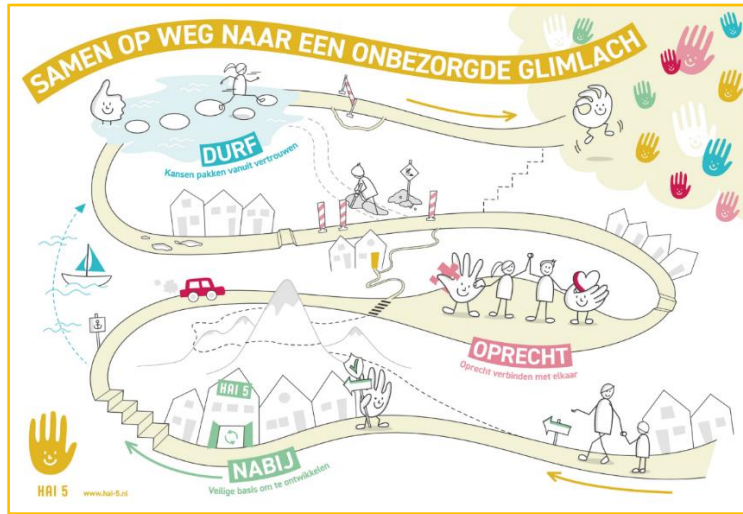 SAMEN OP WEG NAAR EEN ONBEZORGDE GLIMLACH
DURF
Kansen pakken vanuit vertrouwen
OPRECHT
Oprecht verbinden met elkaar
HAI 5
NABIJ
Veilige basis om te ontwikkelen
HAI 5
www.hai-5.nl